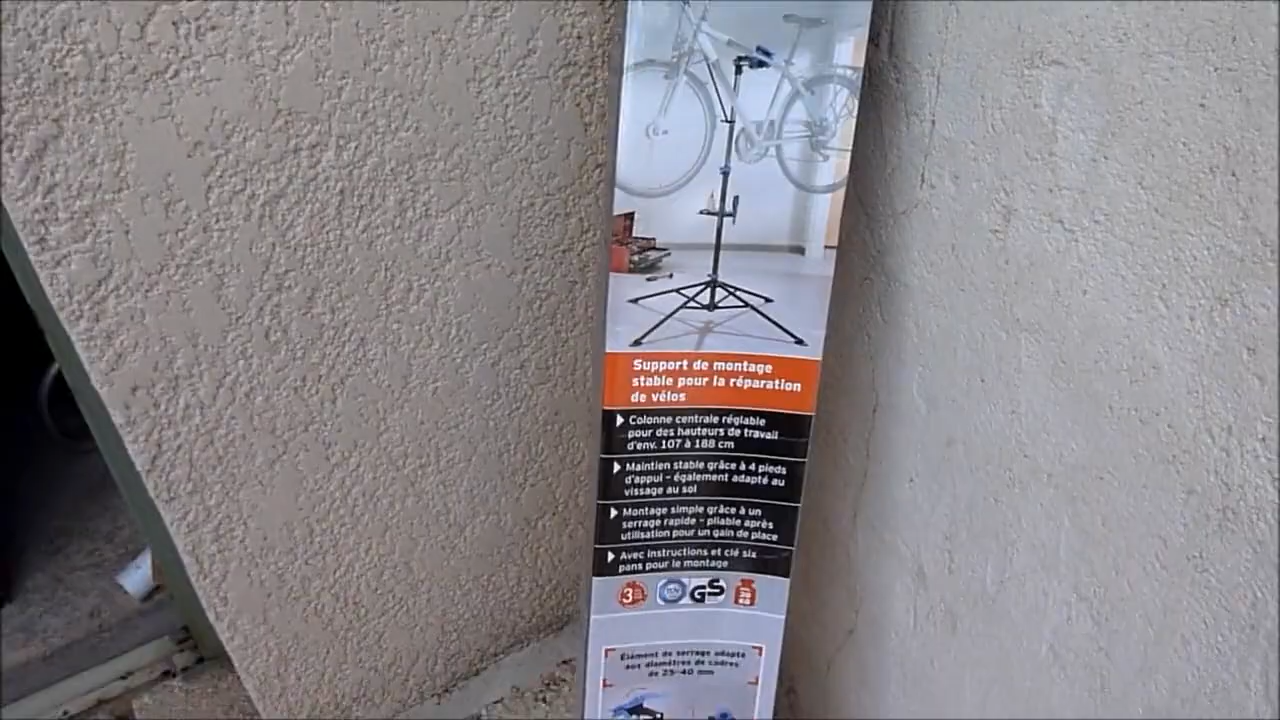 Support de montage
stable pour la réparation
de vélos
Colonne centrale réglable
pour des hauteurs de travail
d'env. 107 à 188 cm
Maintien stable grâce à 4 pieds
d'appui - également adapté au
vissage au sol
Montage simple grâce à un
serrage rapide - pliable après
utilisation pour un gain de place
Avec instructions et clé six
pans pour le montage
3
GS
Élément de serrage adapté
aux diamètres de cadres
de 25-40 mm